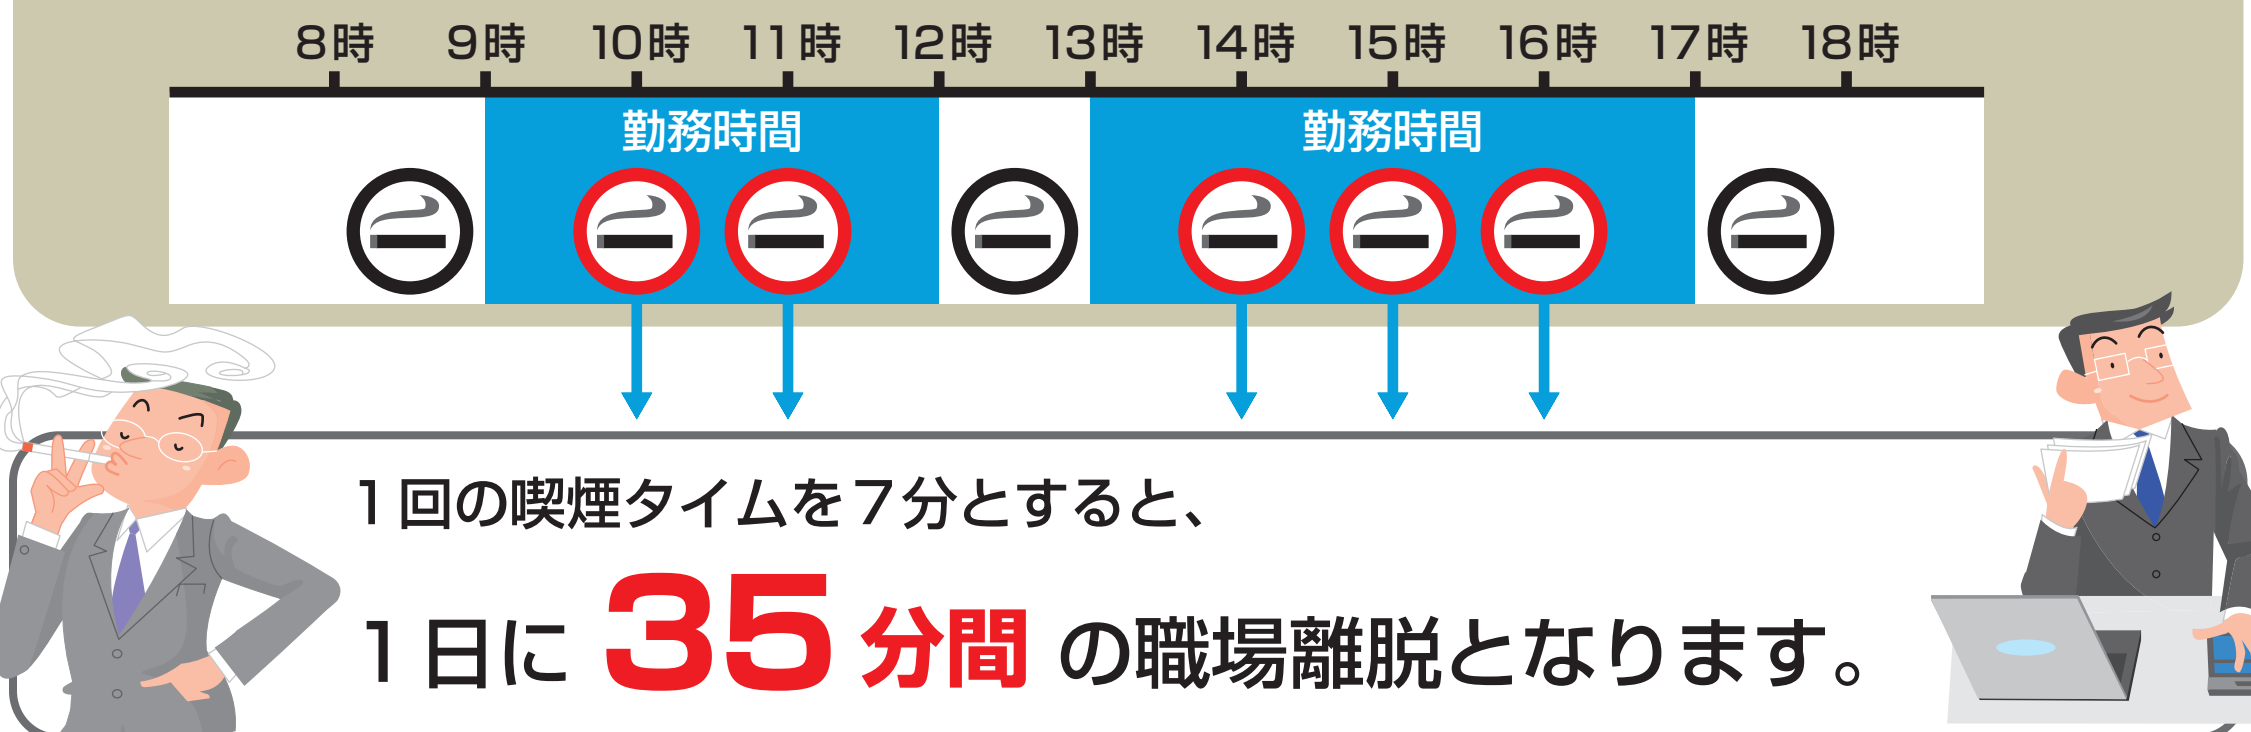 8時 9時 10時 11時 12時 13時 14時 15時 16時 17時 18時
勤務時間 勤務時間
1回の喫煙タイムを7分とすると、
1日に 35分間 の職場離脱となります。